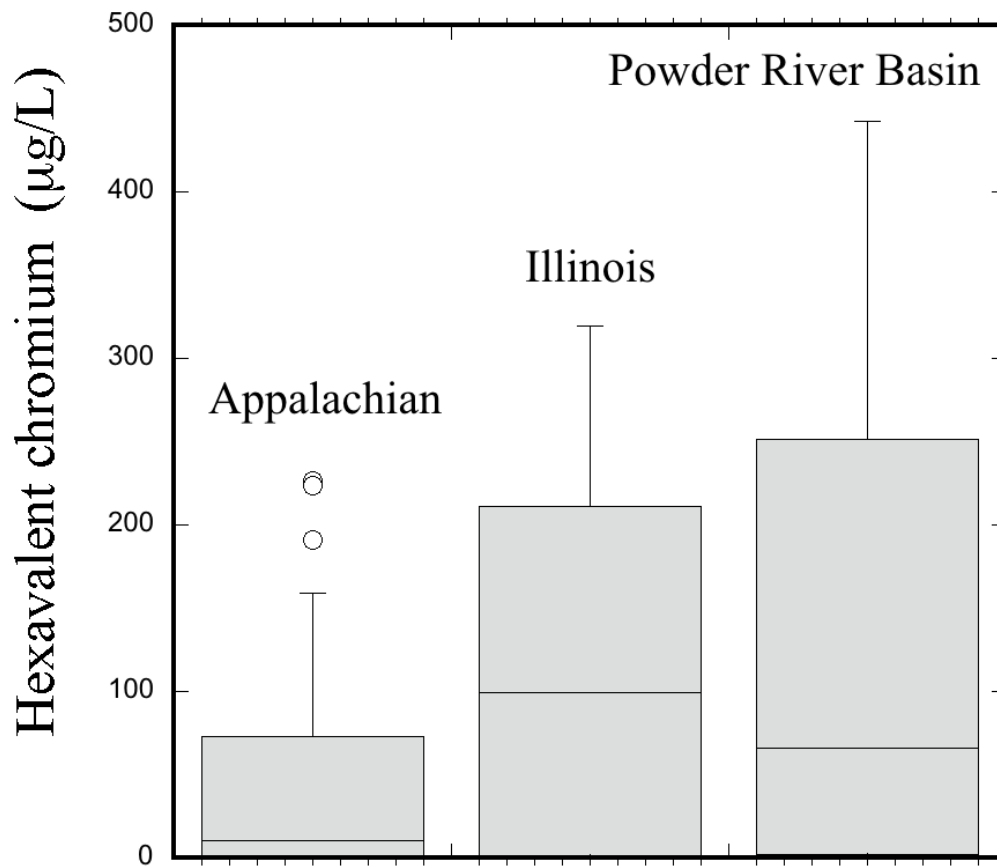 Hexavalent chromium (µg/L)
500
400
300
200
100
0
Powder River Basin
Illinois
Appalachian